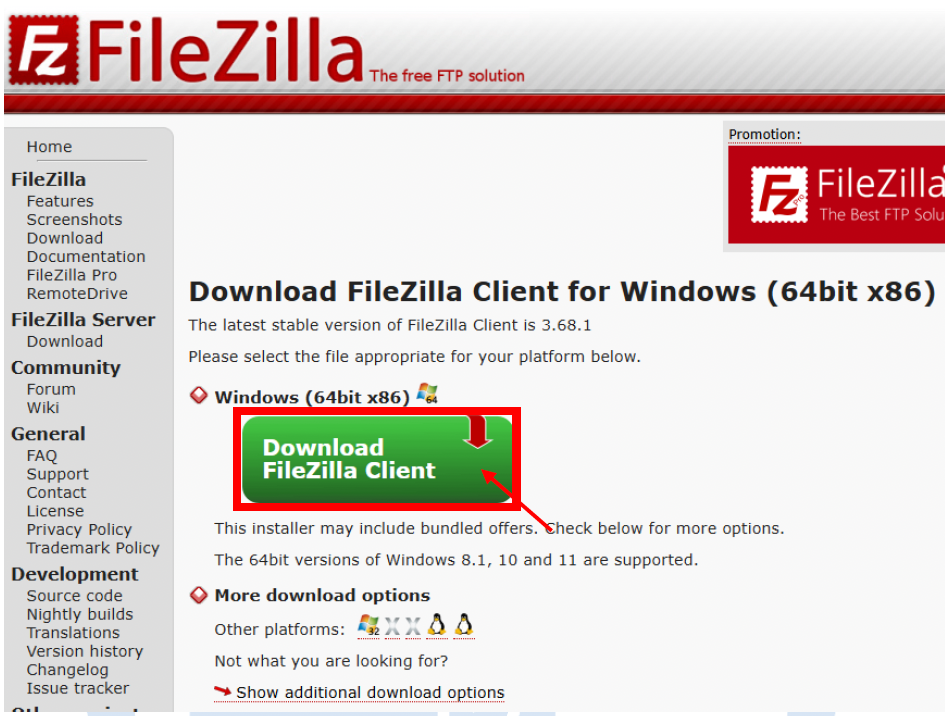 FileZilla
The free FTP solution
Home
FileZilla
Features
Screenshots
Download
Documentation
FileZilla Pro
RemoteDrive
FileZilla Server
Download
Community
Forum
Wiki
General
FAQ
Support
Contact
License
Privacy Policy
Trademark Policy
Development
Source code
Nightly builds
Translations
Version history
Changelog
Issue tracker
Promotion:
Fz Pro
FileZilla
The Best FTP
Download FileZilla Client for Windows (64bit x86)
The latest stable version of FileZilla Client is 3.68.1
Please select the file appropriate for your platform below.
Windows (64bit x86) 64
Download
FileZilla Client
This installer may include bundled offers. Check below for more options.
The 64bit versions of Windows 8.1, 10 and 11 are supported.
More download options
Other platforms: 32
Not what you are looking for?
Show additional download options